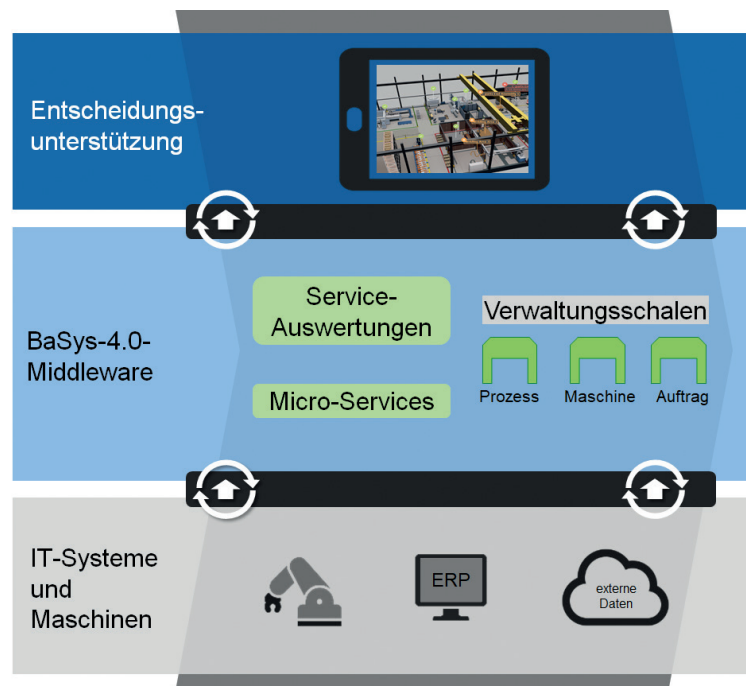 Entscheidungs-
unterstützung
BaSys-4.0-
Middleware
Service-
Auswertungen
Micro-Services
Verwaltungsschalen
Prozess
Maschine
Auftrag
IT-Systeme
und
Maschinen
ERP
externe
Daten